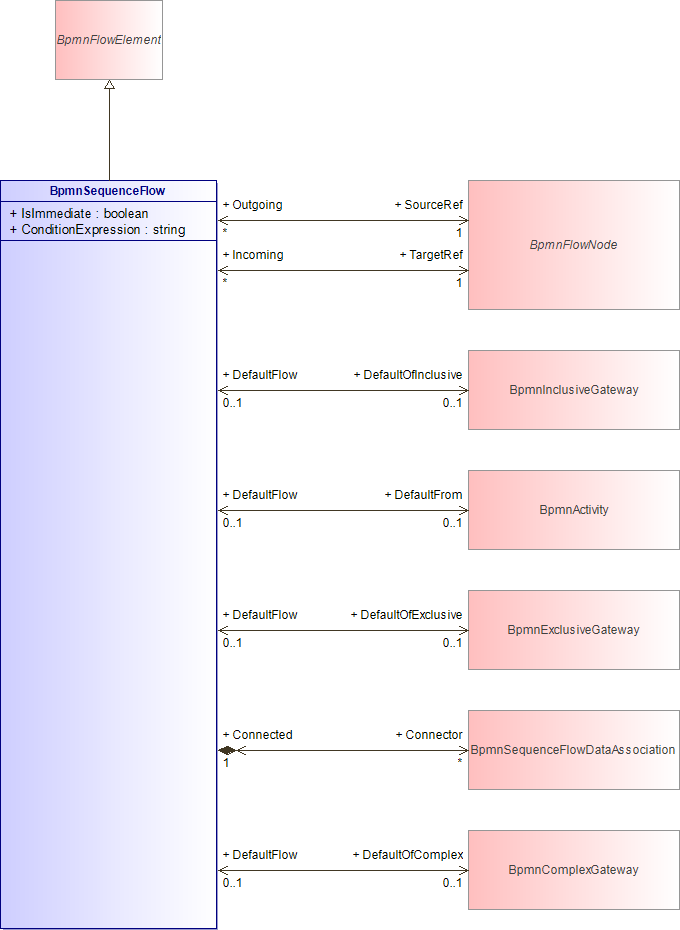 BpmnFlowElement
BpmnSequenceFlow
+ IsImmediate : boolean
+ ConditionExpression : string
+ Outgoing
+ SourceRef
*
1
+ Incoming
+ TargetRef
*
1
BpmnFlowNode
+ DefaultFlow
+ DefaultOfInclusive
0..1
0..1
BpmnInclusiveGateway
+ DefaultFlow
+ DefaultFrom
0..1
0..1
BpmnActivity
+ DefaultFlow
+ DefaultOfExclusive
0..1
0..1
BpmnExclusiveGateway
+ Connected
+ Connector
1
*
BpmnSequenceFlowDataAssociation
+ DefaultFlow
+ DefaultOfComplex
0..1
0..1
BpmnComplexGateway